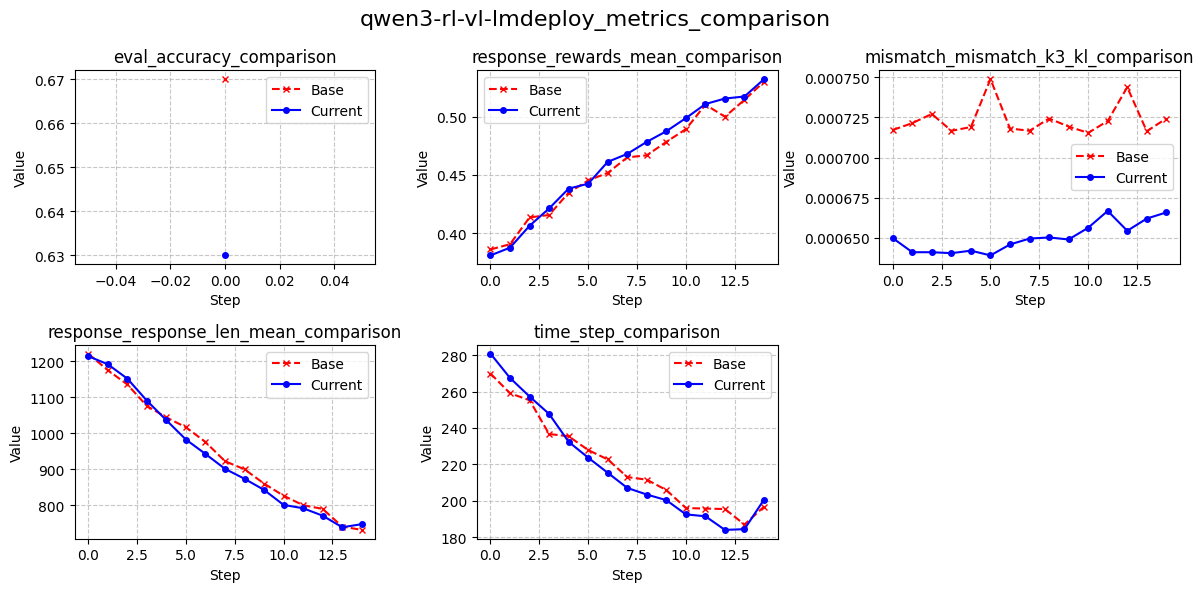 qwen3-rl-vl-lmdeploy_metrics_comparison
eval_accuracy_comparison
0.67
0.66
0.65
0.64
0.63
Value
−0.04 −0.02 0.00 0.02 0.04
Step
Base
Current
response_rewards_mean_comparison
0.50
0.45
0.40
Value
0.0 2.5 5.0 7.5 10.0 12.5
Step
Base
Current
mismatch_mismatch_k3_kl_comparison
0.000750
0.000725
0.000700
0.000675
0.000650
Value
0.0 2.5 5.0 7.5 10.0 12.5
Step
Base
Current
response_response_len_mean_comparison
1200
1100
1000
900
800
Value
0.0 2.5 5.0 7.5 10.0 12.5
Step
Base
Current
time_step_comparison
280
260
240
220
200
180
Value
0.0 2.5 5.0 7.5 10.0 12.5
Step
Base
Current